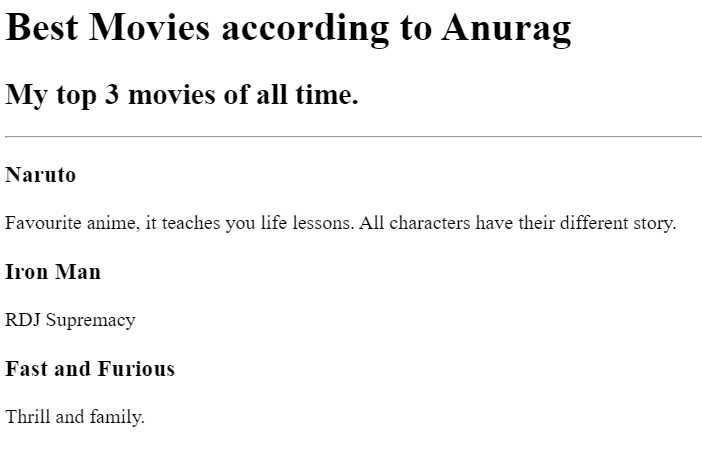 Best Movies according to Anurag
My top 3 movies of all time.
Naruto
Favourite anime, it teaches you life lessons. All characters have their different story.
Iron Man
RDJ Supremacy
Fast and Furious
Thrill and family.